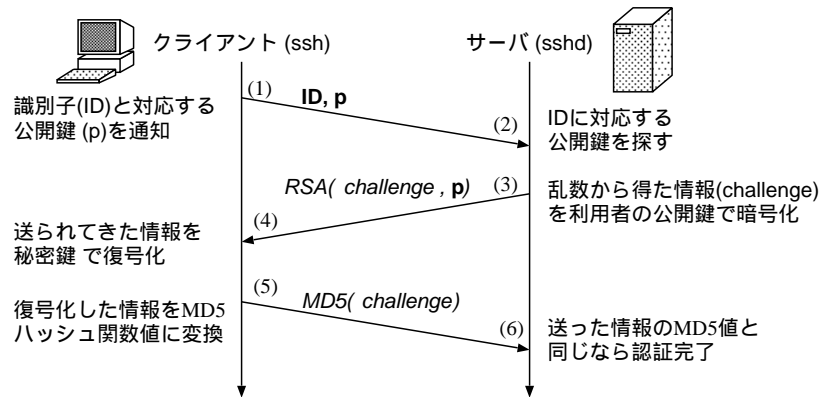 クライアント (ssh)
サーバ (sshd)
(1)
ID, p
識別子(ID)と対応する
公開鍵 (p)を通知
(2)
IDに対応する
公開鍵を探す
RSA( challenge , p)
(3)
乱数から得た情報(challenge)
を利用者の公開鍵で暗号化
(4)
送られてきた情報を
秘密鍵 で復号化
(5)
MD5( challenge)
復号化した情報をMD5
ハッシュ関数値に変換
(6)
送った情報のMD5値と
同じなら認証完了